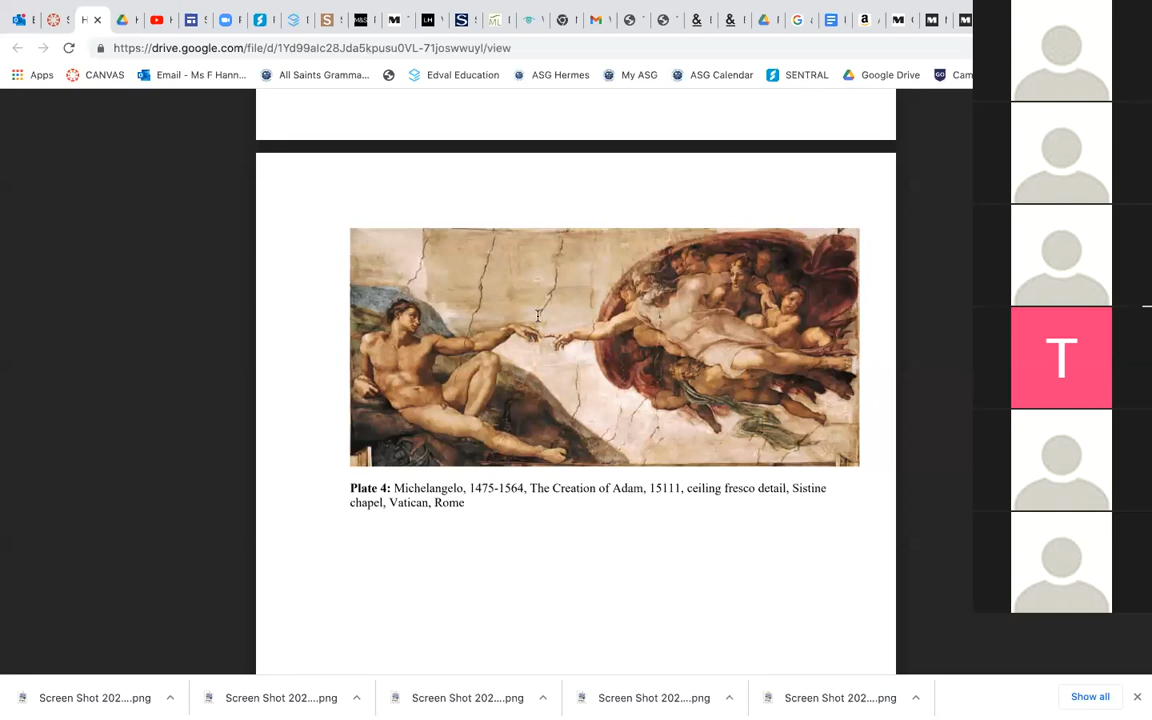 https://drive.google.com/file/d/1Yd99alc28Jda5kpusu0VL-71joswwuyl/view
Apps CANVAS Email - Ms F Hann... All Saints Gramma... Edval Education ASG Hermes My ASG ASG Calendar SENTRAL Google Drive Cam
T
Plate 4: Michelangelo, 1475-1564, The Creation of Adam, 15111, ceiling fresco detail, Sistine
chapel, Vatican, Rome
Screen Shot 202....png Screen Shot 202....png Screen Shot 202....png Screen Shot 202....png Screen Shot 202....png Show all